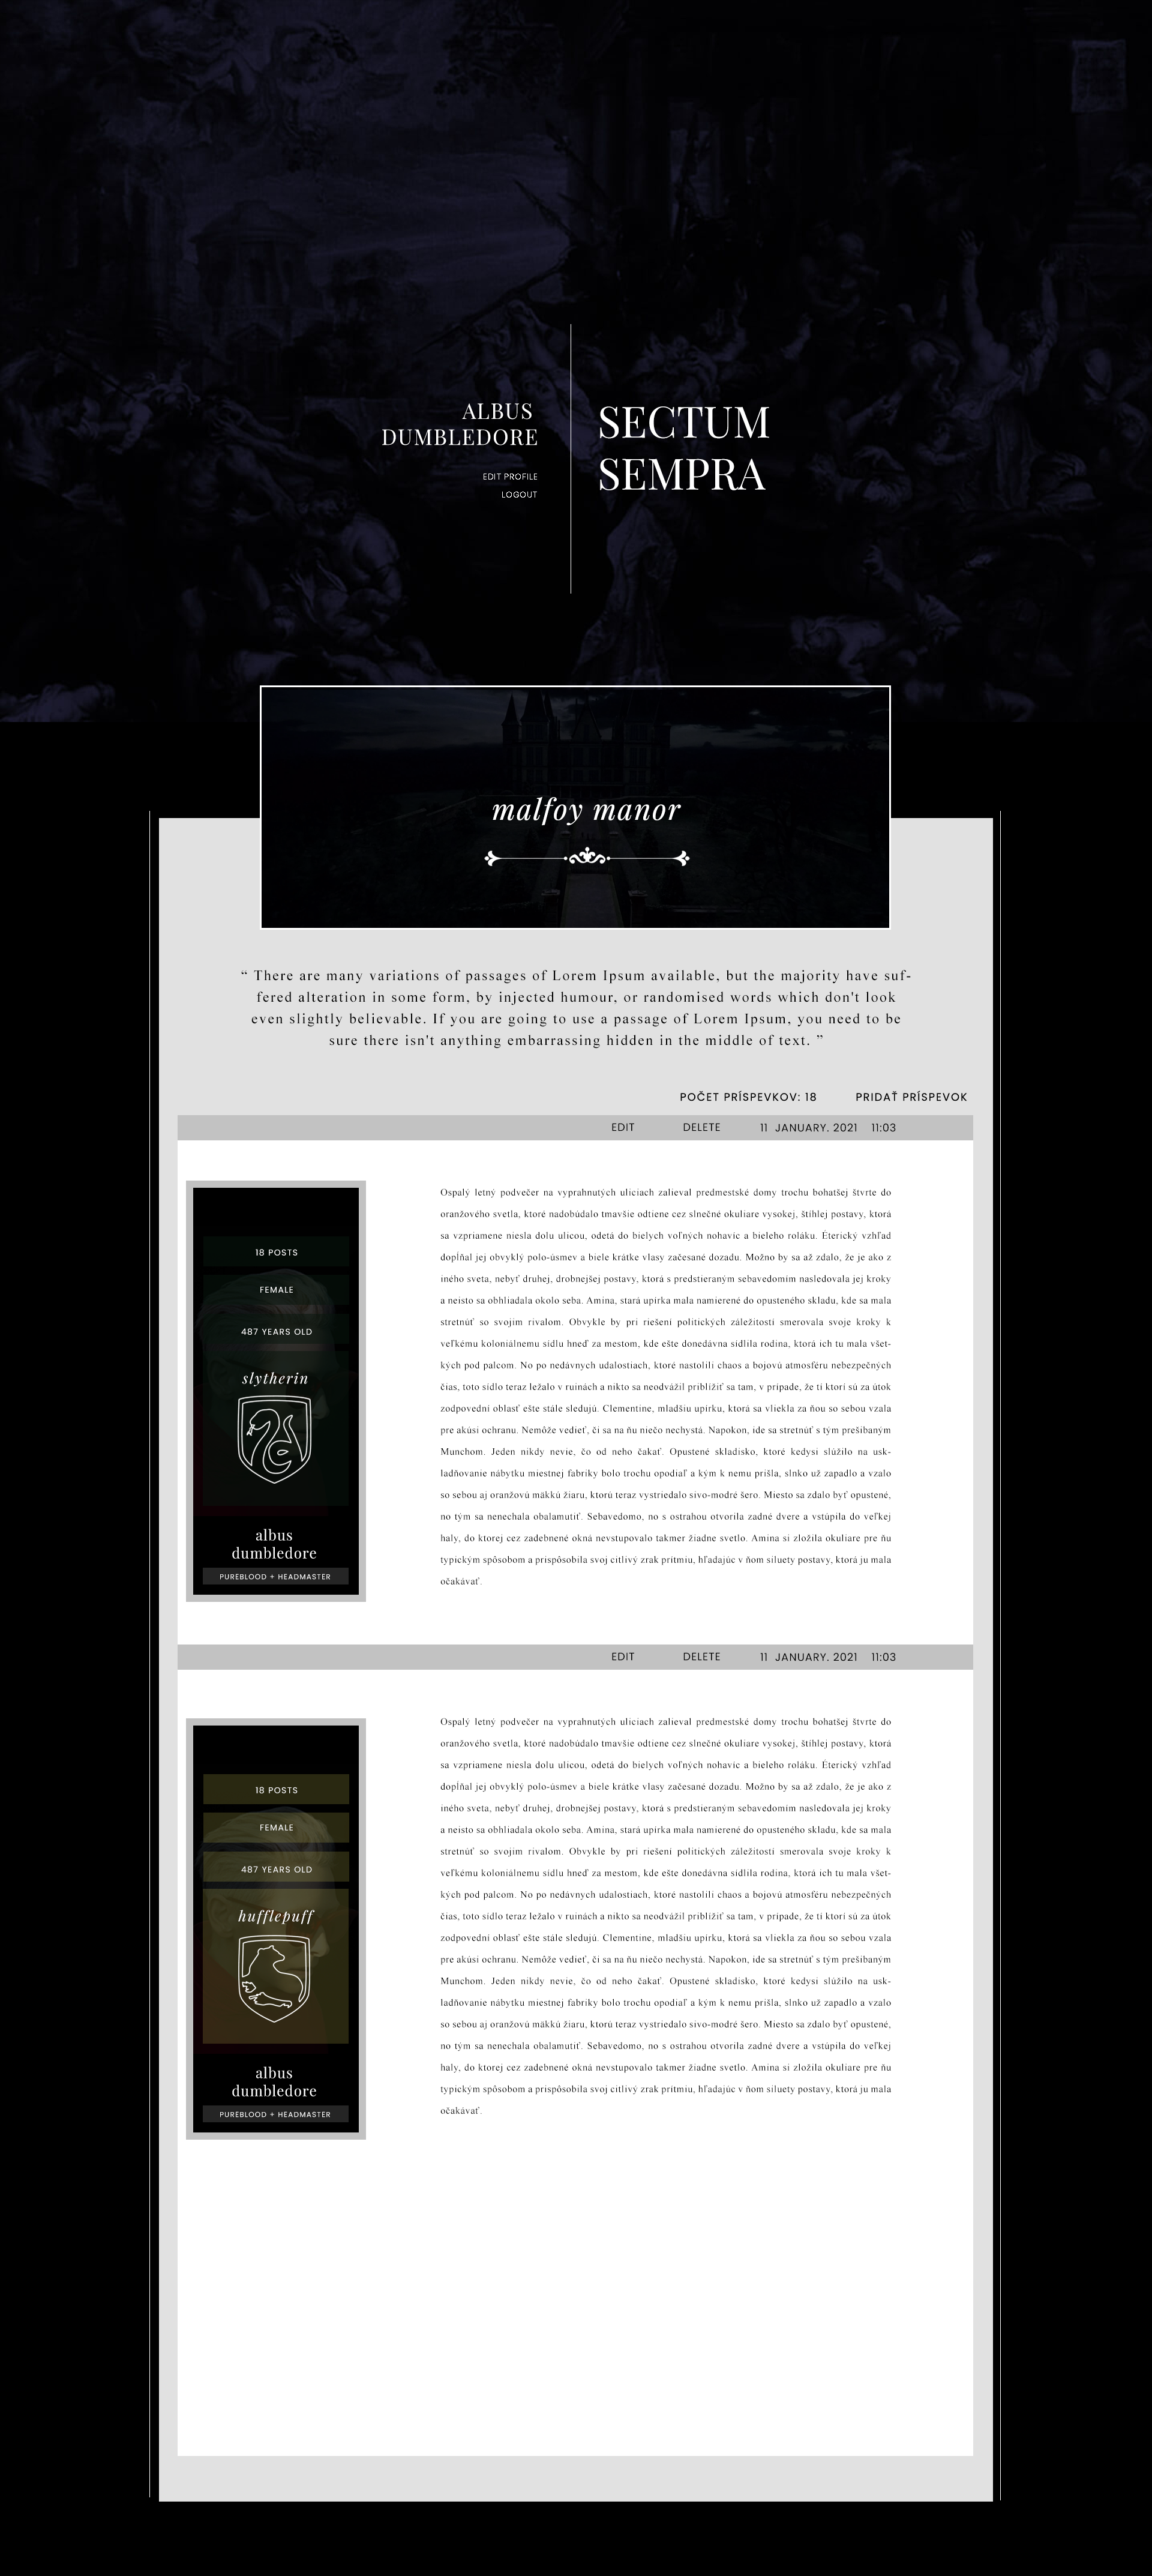 ALBUS
DUMBLEDORE
EDIT PROFILE
LOGOUT
SECTUM
SEMPRA
malfoy manor
“ There are many variations of passages of Lorem Ipsum available, but the majority have suf-
fered alteration in some form, by injected humour, or randomised words which don't look
even slightly believable. If you are going to use a passage of Lorem Ipsum, you need to be
sure there isn't anything embarrassing hidden in the middle of text. ”
POČET PRÍSPEVKOV: 18 PRIDAŤ PRÍSPEVOK
EDIT DELETE 11 JANUARY. 2021 11:03
18 POSTS
FEMALE
487 YEARS OLD
slytherin
albus
dumbledore
PUREBLOOD + HEADMASTER
Ospalý letný podvečer na vyprahnutých uliciach zalieval predmestské domy trochu bohatšej štvrte do
oranžového svetla, ktoré nadobúdalo tmavšie odtiene cez slnečné okuliare vysokej, štíhlej postavy, ktorá
sa vzpriamene niesla dolu ulicou, odetá do bielych voľných nohavíc a bieleho roláku. Éterický vzhľad
dopĺňal jej obvyklý polo-úsmev a biele krátke vlasy začesané dozadu. Možno by sa až zdalo, že je ako z
iného sveta, nebyť druhej, drobnejšej postavy, ktorá s predstieraným sebavedomím nasledovala jej kroky
a neisto sa obhliadala okolo seba. Amina, stará upírka mala namierené do opusteného skladu, kde sa mala
stretnúť so svojim rivalom. Obvykle by pri riešení politických záležitostí smerovala svoje kroky k
veľkému koloniálnemu sídlu hneď za mestom, kde ešte donedávna sídlila rodina, ktorá ich tu mala všet-
kých pod palcom. No po nedávnych udalostiach, ktoré nastolili chaos a bojovú atmosféru nebezpečných
čias, toto sídlo teraz ležalo v ruinách a nikto sa neodvážil priblížiť sa tam, v prípade, že tí ktorí sú za útok
zodpovední oblasť ešte stále sledujú. Clementine, mladšiu upírku, ktorá sa vliekla za ňou so sebou vzala
pre akúsi ochranu. Nemôže vedieť, či sa na ňu niečo nechystá. Napokon, ide sa stretnúť s tým prešibaným
Munchom. Jeden nikdy nevie, čo od neho čakať. Opustené skladisko, ktoré kedysi slúžilo na usk-
ladňovanie nábytku miestnej fabriky bolo trochu opodiaľ a kým k nemu prišla, slnko už zapadlo a vzalo
so sebou aj oranžovú mäkkú žiaru, ktorú teraz vystriedalo sivo-modré šero. Miesto sa zdalo byť opustené,
no tým sa nenechala obalamutiť. Sebavedomo, no s ostrahou otvorila zadné dvere a vstúpila do veľkej
haly, do ktorej cez zadebnené okná nevstupovalo takmer žiadne svetlo. Amina si zložila okuliare pre ňu
typickým spôsobom a prispôsobila svoj citlivý zrak prítmiu, hľadajúc v ňom siluety postavy, ktorá ju mala
očakávať.
EDIT DELETE 11 JANUARY. 2021 11:03
18 POSTS
FEMALE
487 YEARS OLD
hufflepuff
albus
dumbledore
PUREBLOOD + HEADMASTER
Ospalý letný podvečer na vyprahnutých uliciach zalieval predmestské domy trochu bohatšej štvrte do
oranžového svetla, ktoré nadobúdalo tmavšie odtiene cez slnečné okuliare vysokej, štíhlej postavy, ktorá
sa vzpriamene niesla dolu ulicou, odetá do bielych voľných nohavíc a bieleho roláku. Éterický vzhľad
dopĺňal jej obvyklý polo-úsmev a biele krátke vlasy začesané dozadu. Možno by sa až zdalo, že je ako z
iného sveta, nebyť druhej, drobnejšej postavy, ktorá s predstieraným sebavedomím nasledovala jej kroky
a neisto sa obhliadala okolo seba. Amina, stará upírka mala namierené do opusteného skladu, kde sa mala
stretnúť so svojim rivalom. Obvykle by pri riešení politických záležitostí smerovala svoje kroky k
veľkému koloniálnemu sídlu hneď za mestom, kde ešte donedávna sídlila rodina, ktorá ich tu mala všet-
kých pod palcom. No po nedávnych udalostiach, ktoré nastolili chaos a bojovú atmosféru nebezpečných
čias, toto sídlo teraz ležalo v ruinách a nikto sa neodvážil priblížiť sa tam, v prípade, že tí ktorí sú za útok
zodpovední oblasť ešte stále sledujú. Clementine, mladšiu upírku, ktorá sa vliekla za ňou so sebou vzala
pre akúsi ochranu. Nemôže vedieť, či sa na ňu niečo nechystá. Napokon, ide sa stretnúť s tým prešibaným
Munchom. Jeden nikdy nevie, čo od neho čakať. Opustené skladisko, ktoré kedysi slúžilo na usk-
ladňovanie nábytku miestnej fabriky bolo trochu opodiaľ a kým k nemu prišla, slnko už zapadlo a vzalo
so sebou aj oranžovú mäkkú žiaru, ktorú teraz vystriedalo sivo-modré šero. Miesto sa zdalo byť opustené,
no tým sa nenechala obalamutiť. Sebavedomo, no s ostrahou otvorila zadné dvere a vstúpila do veľkej
haly, do ktorej cez zadebnené okná nevstupovalo takmer žiadne svetlo. Amina si zložila okuliare pre ňu
typickým spôsobom a prispôsobila svoj citlivý zrak prítmiu, hľadajúc v ňom siluety postavy, ktorá ju mala
očakávať.